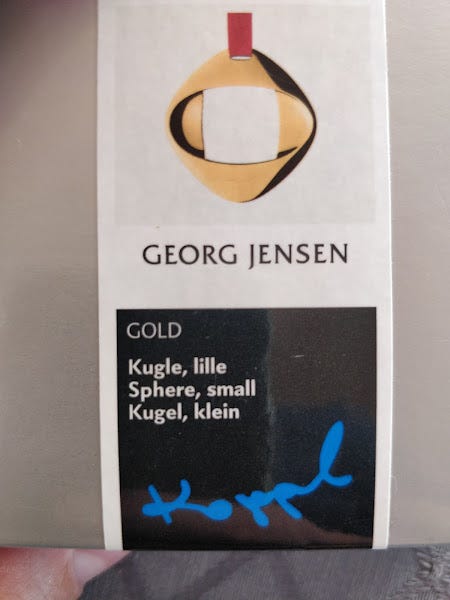 GEORG JENSEN
GOLD
Kugle, lille
Sphere, small
Kugel, klein
Koppel